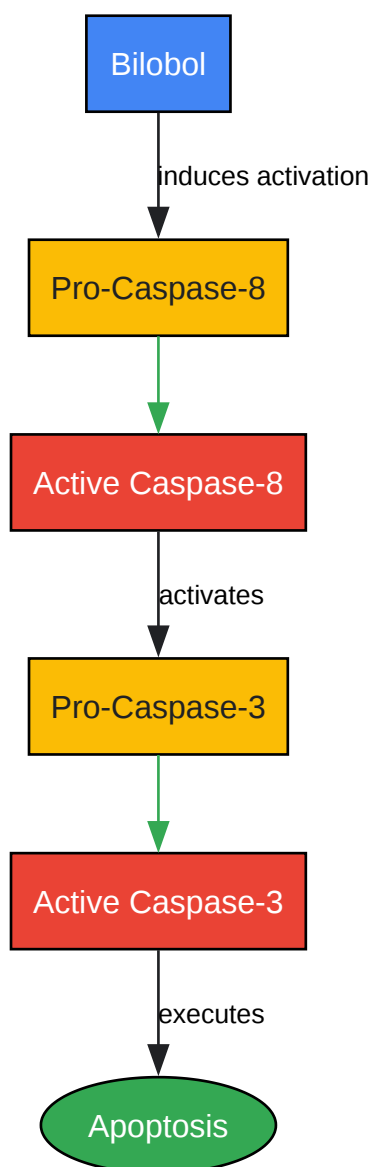 Bilobol
induces activation
Pro-Caspase-8
Active Caspase-8
activates
Pro-Caspase-3
Active Caspase-3
executes
Apoptosis